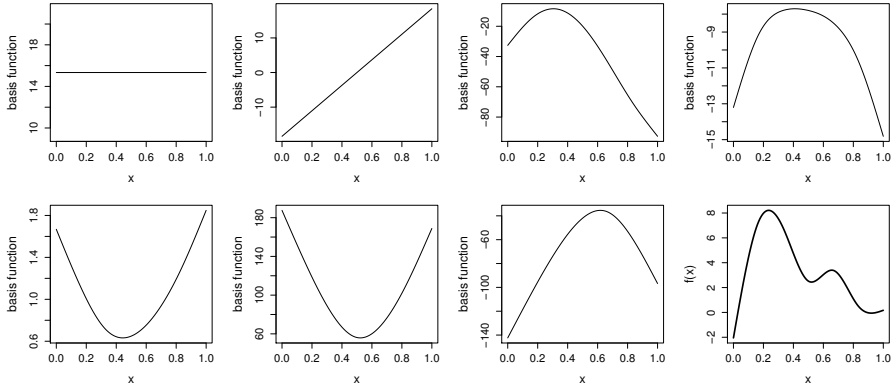 basis function
10 14 18
0.0 0.2 0.4 0.6 0.8 1.0
x
basis function
−10 0 10
0.0 0.2 0.4 0.6 0.8 1.0
x
basis function
−80 −60 −40 −20
0.0 0.2 0.4 0.6 0.8 1.0
x
basis function
−15 −13 −11 −9
0.0 0.2 0.4 0.6 0.8 1.0
x
basis function
0.6 1.0 1.4 1.8
0.0 0.2 0.4 0.6 0.8 1.0
x
basis function
60 100 140 180
0.0 0.2 0.4 0.6 0.8 1.0
x
basis function
−140 −100 −60
0.0 0.2 0.4 0.6 0.8 1.0
x
f(x)
−2 0 2 4 6 8
0.0 0.2 0.4 0.6 0.8 1.0
x